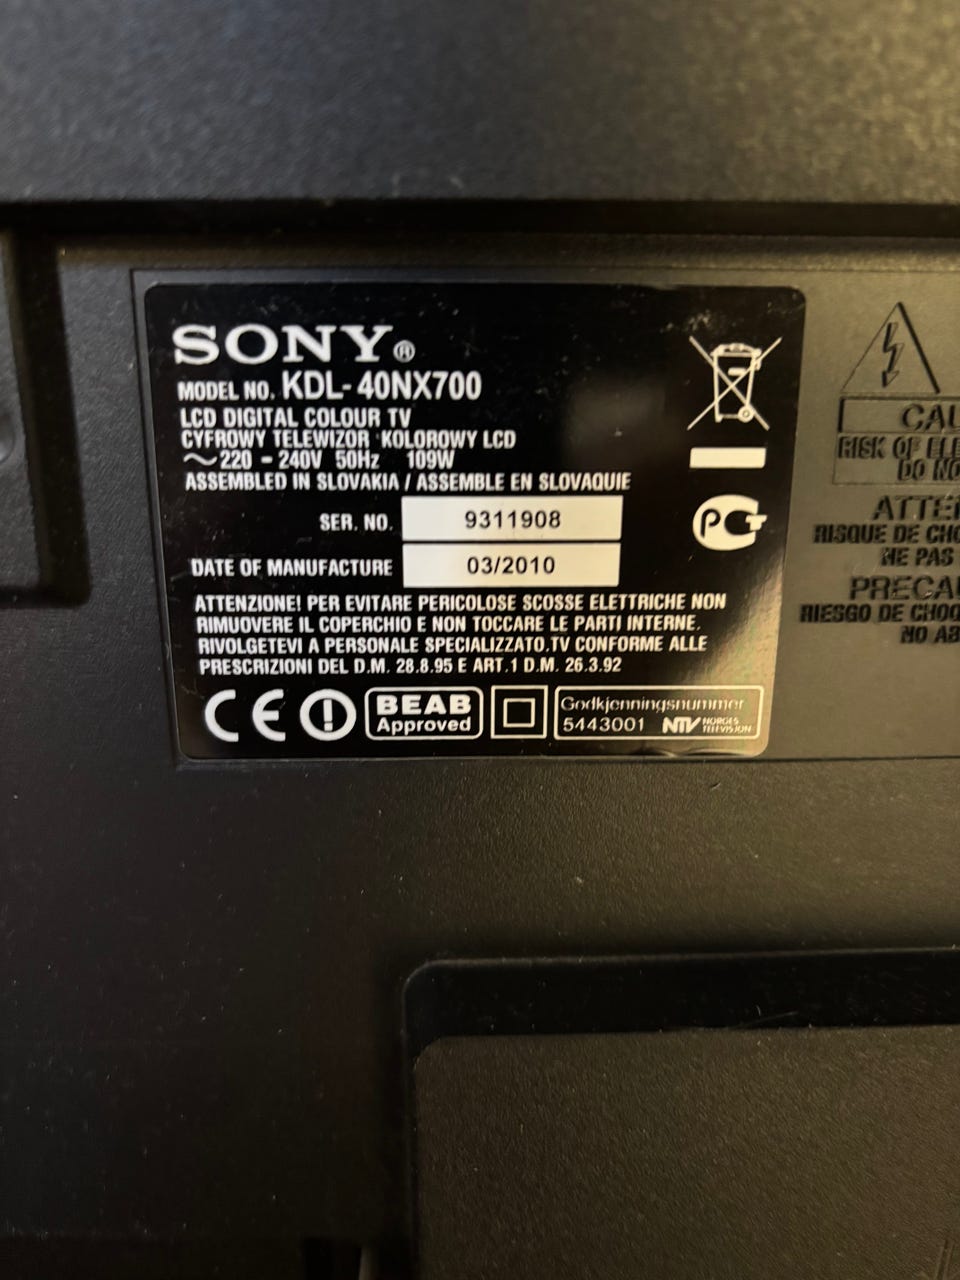 SONY®
MODEL NO. KDL-40NX700
LCD DIGITAL COLOUR TV
CYFROWY TELEWIZOR KOLOROWY LCD
~220 - 240V 50Hz 109W
ASSEMBLED IN SLOVAKIA / ASSEMBLE EN SLOVAQUIE
SER. NO. 9311908
DATE OF MANUFACTURE 03/2010
ATTENZIONE! PER EVITARE PERICOLOSE SCOSSE ELETTRICHE NON
RIMUOVERE IL COPERCHIO E NON TOCCARE LE PARTI INTERNE.
RIVOLGETEVI A PERSONALE SPECIALIZZATO.TV CONFORME ALLE
PRESCRIZIONI DEL D.M. 28.8.95 E ART.1 D.M. 26.3.92
CE
BEAB
Approved
Godkjenningsnummer
5443001 NTV NORGES
TELEVISJON
PCT
CAU
RISK OF ELE
DO NO
ATTEN
RISQUE DE CHO
NE PAS
PRECAU
RIESGO DE CHOQ
NO AB